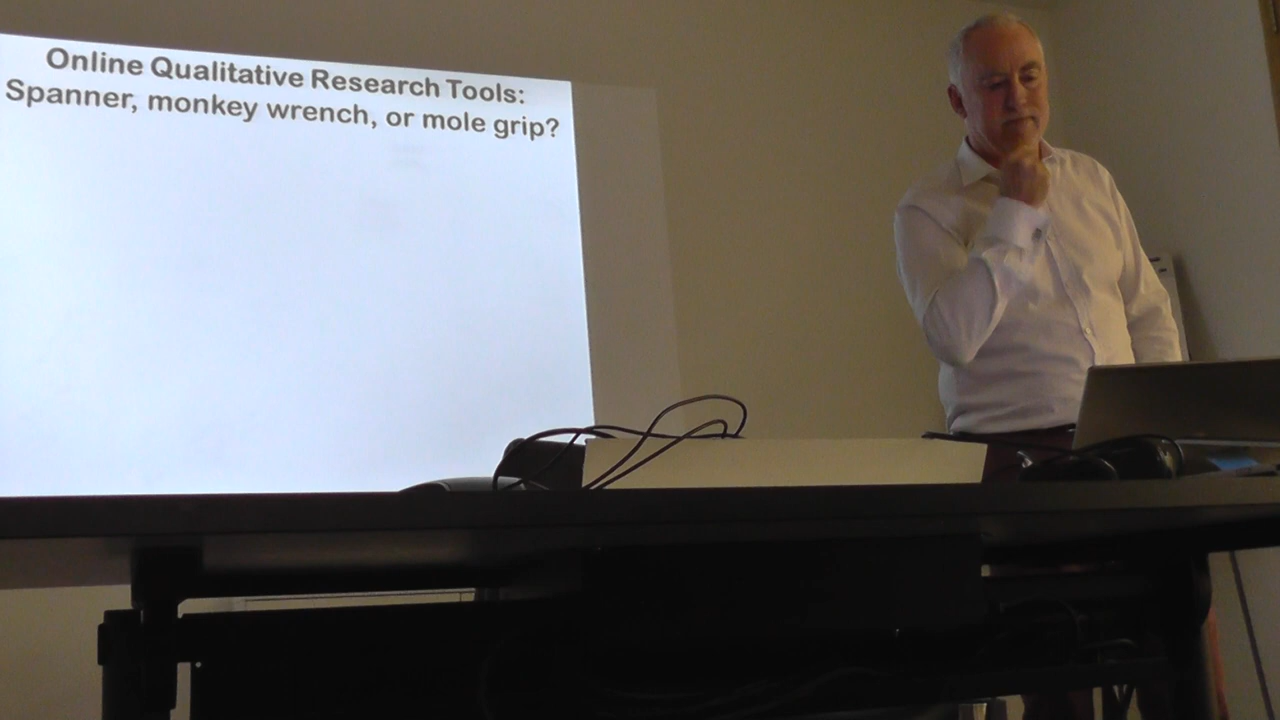 Online Qualitative Research Tools:
Spanner, monkey wrench, or mole grip?